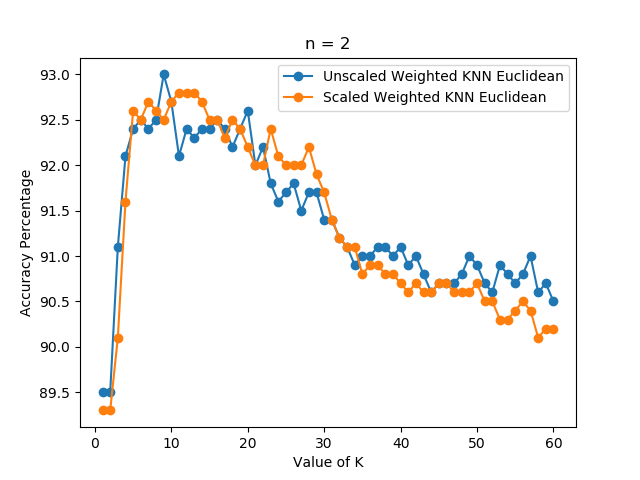 n = 2
Unscaled Weighted KNN Euclidean
Scaled Weighted KNN Euclidean
Accuracy Percentage
93.0
92.5
92.0
91.5
91.0
90.5
90.0
89.5
0 10 20 30 40 50 60
Value of K